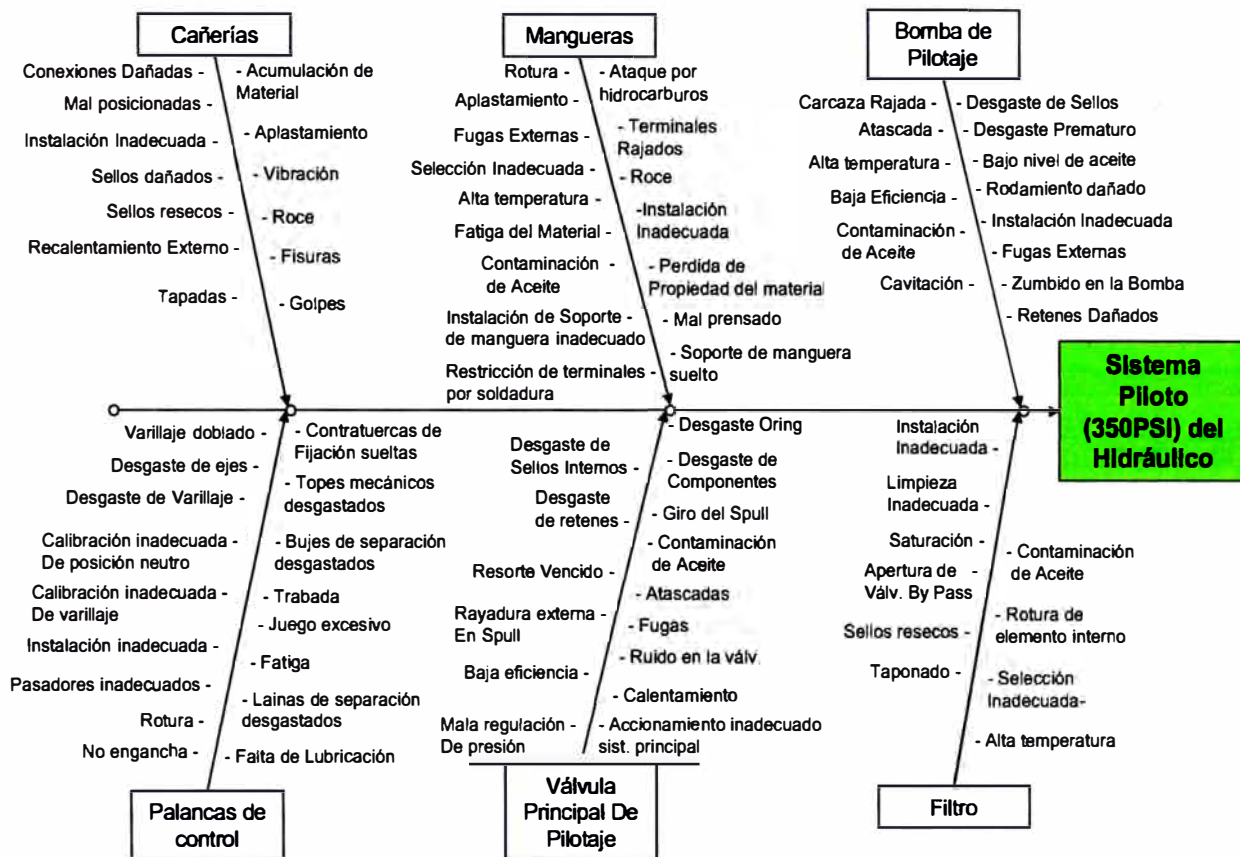 Cañerías
Conexiones Dañadas -
Mal posicionadas -
Instalación Inadecuada -
Sellos dañados -
Sellos resecos -
Recalentamiento Externo -
Tapadas -
- Acumulación de
Material
- Aplastamiento
- Vibración
- Roce
- Fisuras
- Golpes
Mangueras
Rotura -
Aplastamiento -
Fugas Externas -
Selección Inadecuada -
Alta temperatura -
Fatiga del Material -
Contaminación -
de Aceite
Instalación de Soporte -
de manguera inadecuado
Restricción de terminales -
por soldadura
- Ataque por
hidrocarburos
- Terminales
Rajados
- Roce
-Instalación
Inadecuada
- Perdida de
Propiedad del material
- Mal prensado
- Soporte de manguera
suelto
Bomba de
Pilotaje
Carcaza Rajada -
Atascada -
Alta temperatura -
Baja Eficiencia -
Contaminación -
de Aceite
Cavitación -
- Desgaste de Sellos
- Desgaste Prematuro
- Bajo nivel de aceite
- Rodamiento dañado
- Instalación Inadecuada
- Fugas Externas
- Zumbido en la Bomba
- Retenes Dañados
Sistema
Piloto
(350PSI) del
Hidráulico
Varillaje doblado -
Desgaste de ejes -
Desgaste de Varillaje -
Calibración inadecuada -
De posición neutro
Calibración inadecuada -
De varillaje
Instalación inadecuada -
Pasadores inadecuados -
Rotura -
No engancha -
- Contratuercas de
Fijación sueltas
- Topes mecánicos
desgastados
- Bujes de separación
desgastados
- Trabada
- Juego excesivo
- Fatiga
- Lainas de separación
desgastados
- Falta de Lubricación
Palancas de
control
Desgaste de
Sellos Internos -
Desgaste
de retenes -
Resorte Vencido -
Rayadura externa -
En Spull
Baja eficiencia -
Mala regulación -
De presión
- Desgaste Oring
- Desgaste de
Componentes
- Giro del Spull
- Contaminación
de Aceite
- Atascadas
- Fugas
- Ruido en la válv.
- Calentamiento
- Accionamiento inadecuado
sist. principal
Válvula
Principal De
Pilotaje
Instalación
Inadecuada -
Limpieza
Inadecuada -
Saturación -
Apertura de -
Válv. By Pass
Sellos resecos -
Taponado -
- Contaminación
de Aceite
- Rotura de
elemento interno
- Selección
Inadecuada-
- Alta temperatura
Filtro